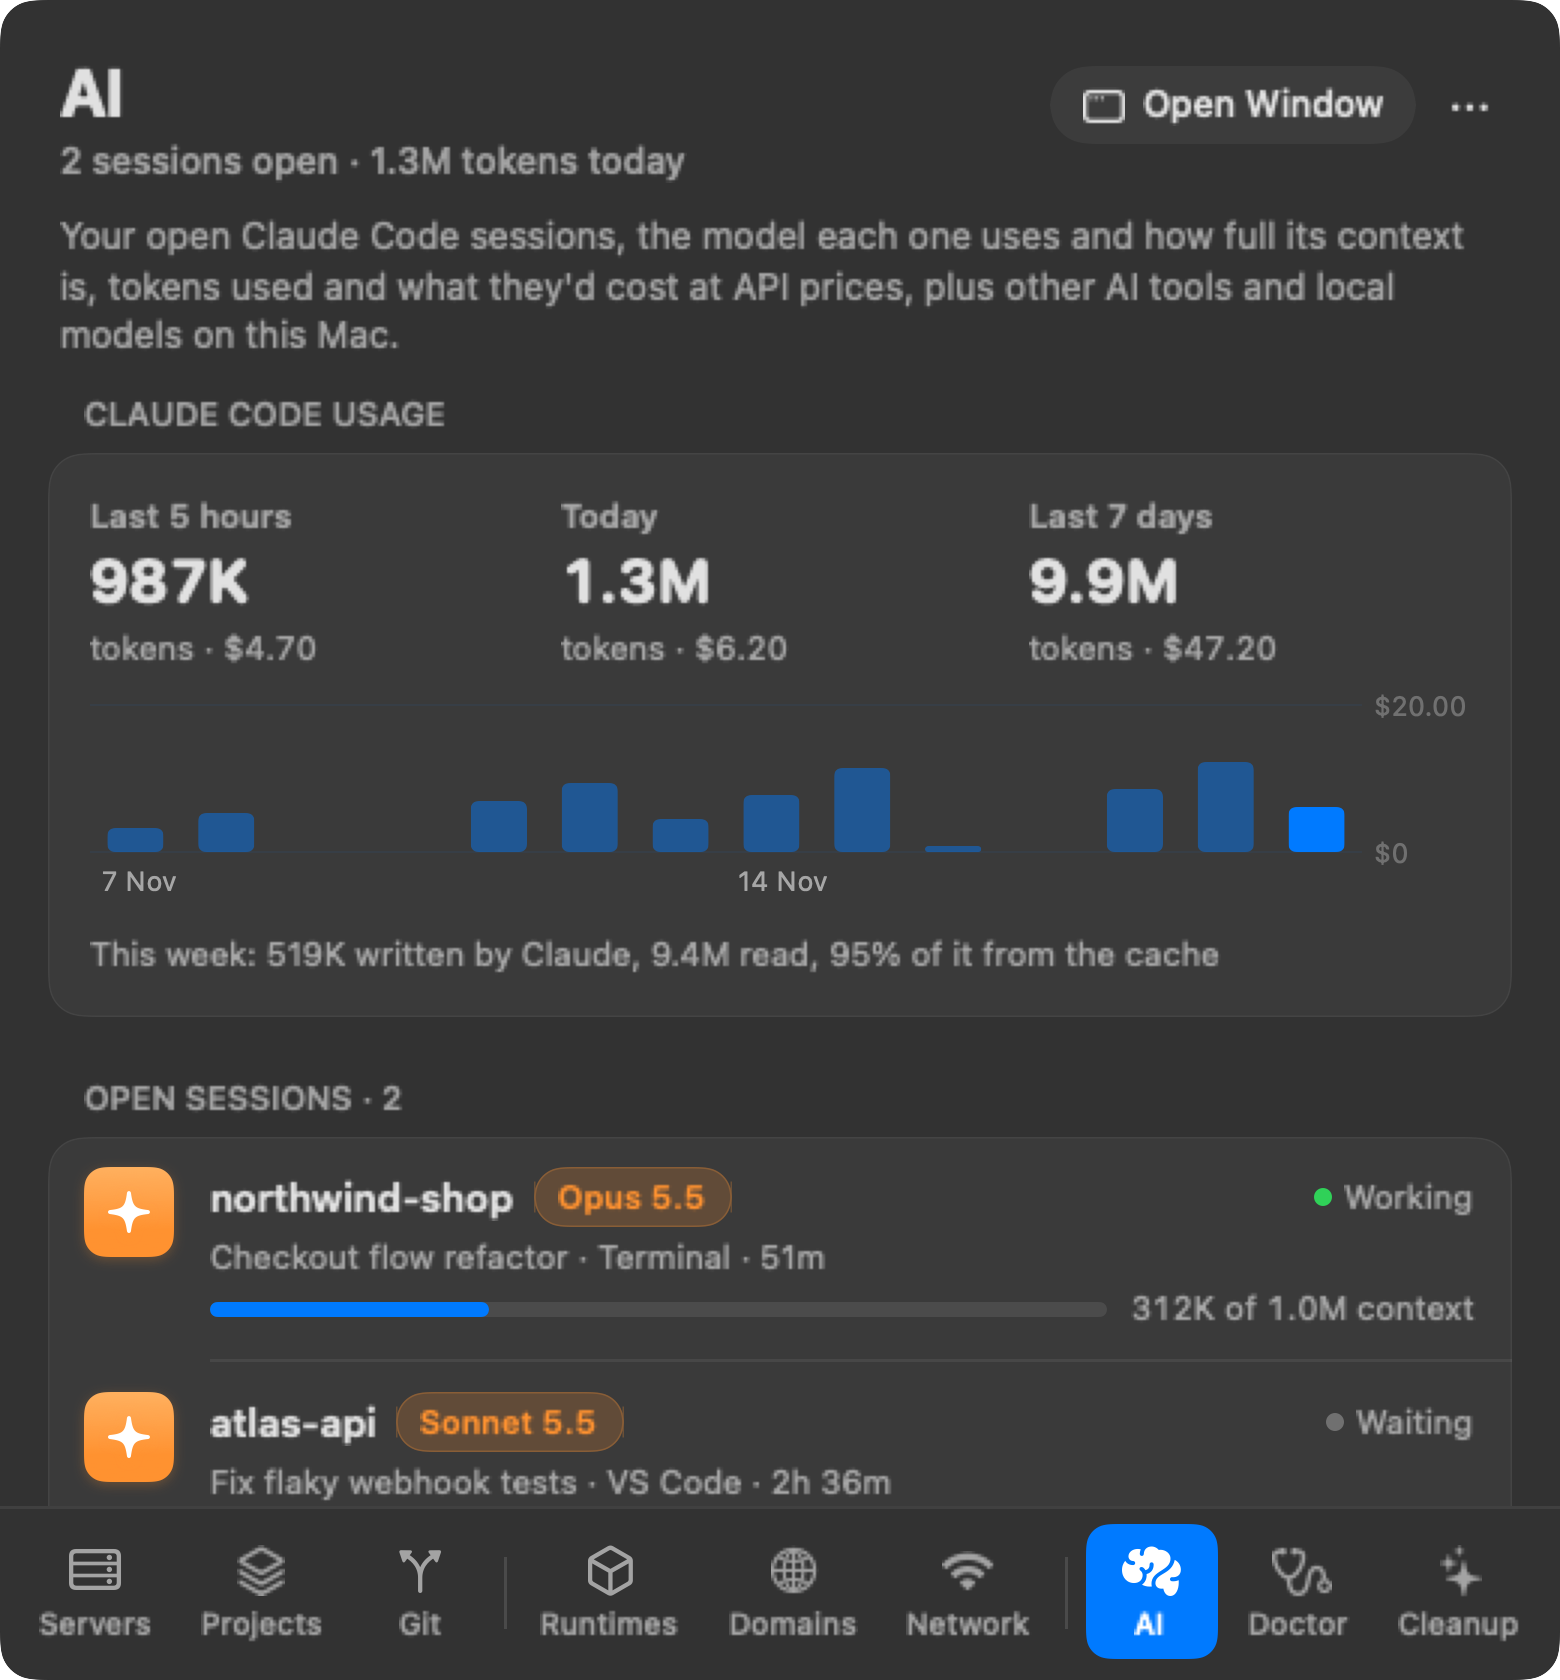 AI
Open Window
2 sessions open · 1.3M tokens today
Your open Claude Code sessions, the model each one uses and how full its context
is, tokens used and what they'd cost at API prices, plus other AI tools and local
models on this Mac.
CLAUDE CODE USAGE
Last 5 hours
987K
tokens · $4.70
Today
1.3M
tokens · $6.20
Last 7 days
9.9M
tokens · $47.20
$20.00
$0
7 Nov
14 Nov
This week: 519K written by Claude, 9.4M read, 95% of it from the cache
OPEN SESSIONS · 2
northwind-shop
Opus 5.5
Working
Checkout flow refactor · Terminal · 51m
312K of 1.0M context
atlas-api
Sonnet 5.5
Waiting
Fix flaky webhook tests · VS Code · 2h 36m
Servers
Projects
Git
Runtimes
Domains
Network
AI
Doctor
Cleanup